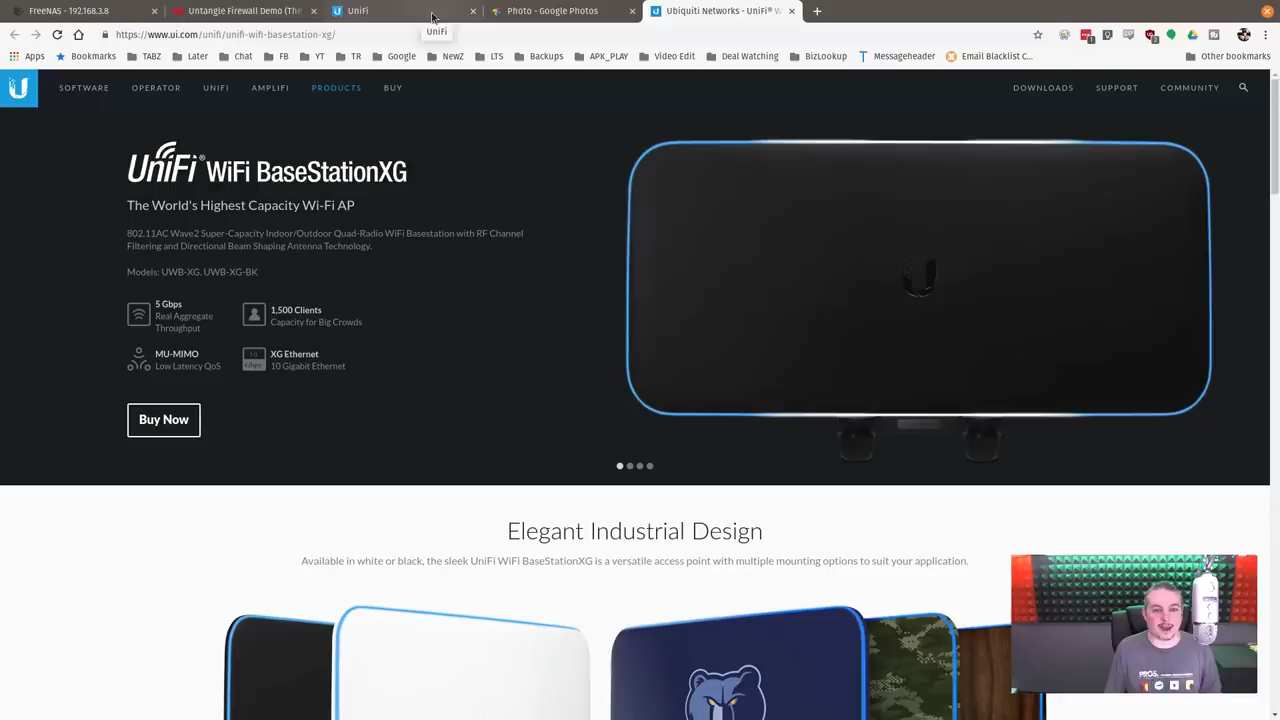 FreeNAS - 192.168.3.8
Untangle Firewall Demo (The
UniFi
Photo - Google Photos
Ubiquiti Networks - UniFi® W
https://www.ui.com/unifi/unifi-wifi-basestation-xg/
UniFi
Apps
Bookmarks
TABZ
Later
Chat
FB
YT
TR
Google
NewZ
LTS
Backups
APK_PLAY
Video Edit
Deal Watching
BizLookup
Messageheader
Email Blacklist C...
Other bookmarks
SOFTWARE
OPERATOR
UNIFI
AMPLIFI
PRODUCTS
BUY
DOWNLOADS
SUPPORT
COMMUNITY
UniFi® WiFi BaseStationXG
The World's Highest Capacity Wi-Fi AP
802.11AC Wave2 Super-Capacity Indoor/Outdoor Quad-Radio WiFi Basestation with RF Channel
Filtering and Directional Beam Shaping Antenna Technology.
Models: UWB-XG, UWB-XG-BK
5 Gbps
Real Aggregate
Throughput
1,500 Clients
Capacity for Big Crowds
MU-MIMO
Low Latency QoS
XG Ethernet
10 Gigabit Ethernet
Buy Now
Elegant Industrial Design
Available in white or black, the sleek UniFi WiFi BaseStationXG is a versatile access point with multiple mounting options to suit your application.